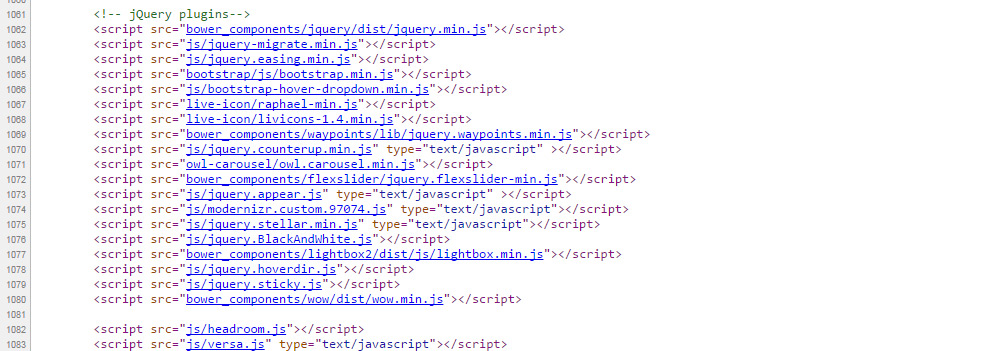 1061 <!-- jQuery plugins-->
1062 <script src="bower_components/jquery/dist/jquery.min.js"></script>
1063 <script src="js/jquery-migrate.min.js"></script>
1064 <script src="js/jquery.easing.min.js"></script>
1065 <script src="bootstrap/js/bootstrap.min.js"></script>
1066 <script src="js/bootstrap-hover-dropdown.min.js"></script>
1067 <script src="live-icon/raphael-min.js"></script>
1068 <script src="live-icon/livicons-1.4.min.js"></script>
1069 <script src="bower_components/waypoints/lib/jquery.waypoints.min.js"></script>
1070 <script src="js/jquery.counterup.min.js" type="text/javascript" ></script>
1071 <script src="owl-carousel/owl.carousel.min.js"></script>
1072 <script src="bower_components/flexslider/jquery.flexslider-min.js"></script>
1073 <script src="js/jquery.appear.js" type="text/javascript" ></script>
1074 <script src="js/modernizr.custom.97074.js" type="text/javascript"></script>
1075 <script src="js/jquery.stellar.min.js" type="text/javascript"></script>
1076 <script src="js/jquery.BlackAndWhite.js"></script>
1077 <script src="bower_components/lightbox2/dist/js/lightbox.min.js"></script>
1078 <script src="js/jquery.hoverdir.js"></script>
1079 <script src="js/jquery.sticky.js"></script>
1080 <script src="bower_components/wow/dist/wow.min.js"></script>
1081
1082 <script src="js/headroom.js"></script>
1083 <script src="js/versa.js" type="text/javascript"></script>